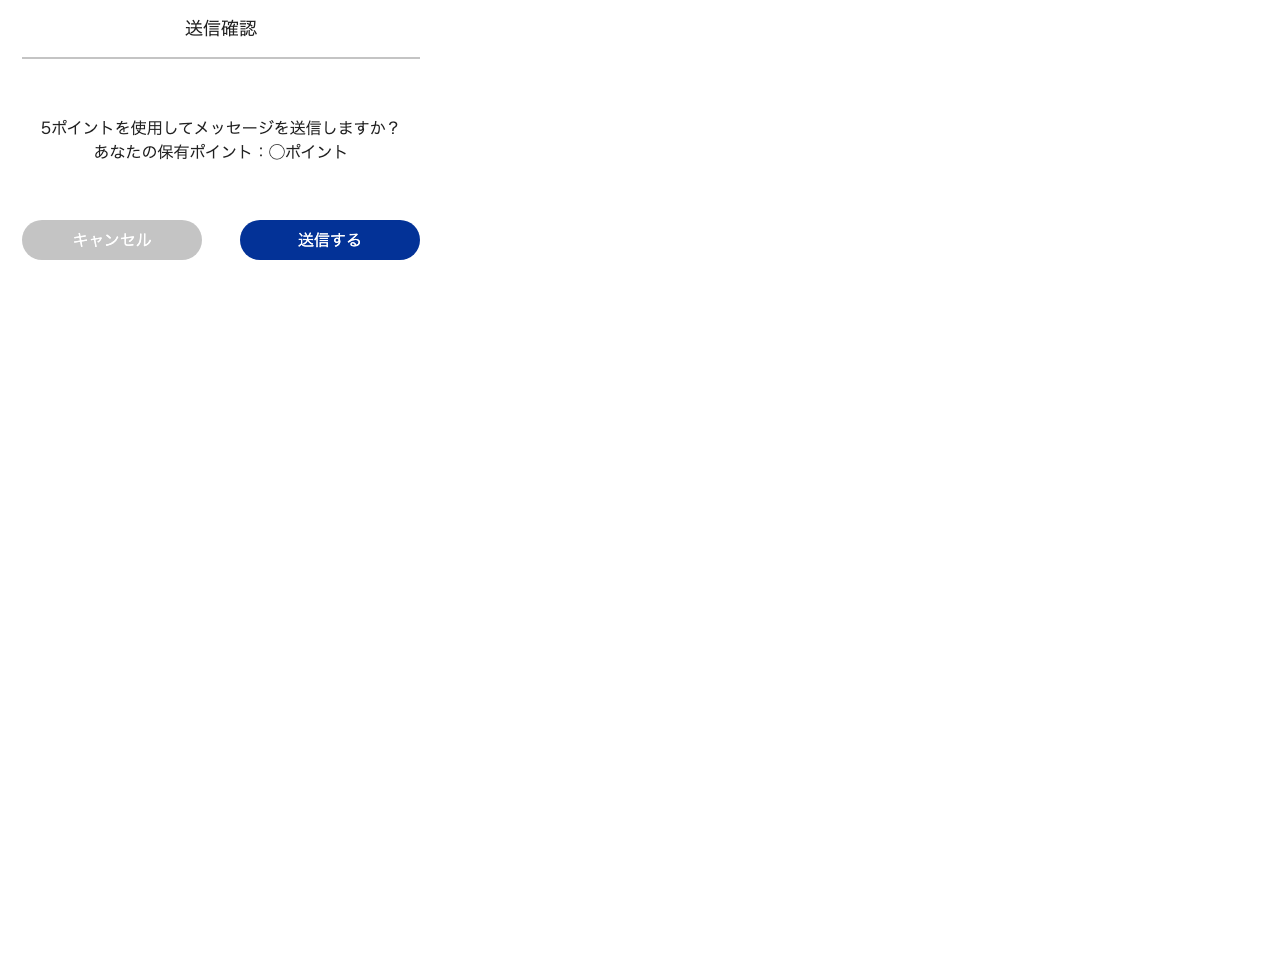 送信確認
5ポイントを使用してメッセージを送信しますか？
あなたの保有ポイント：◯ポイント
キャンセル
送信する